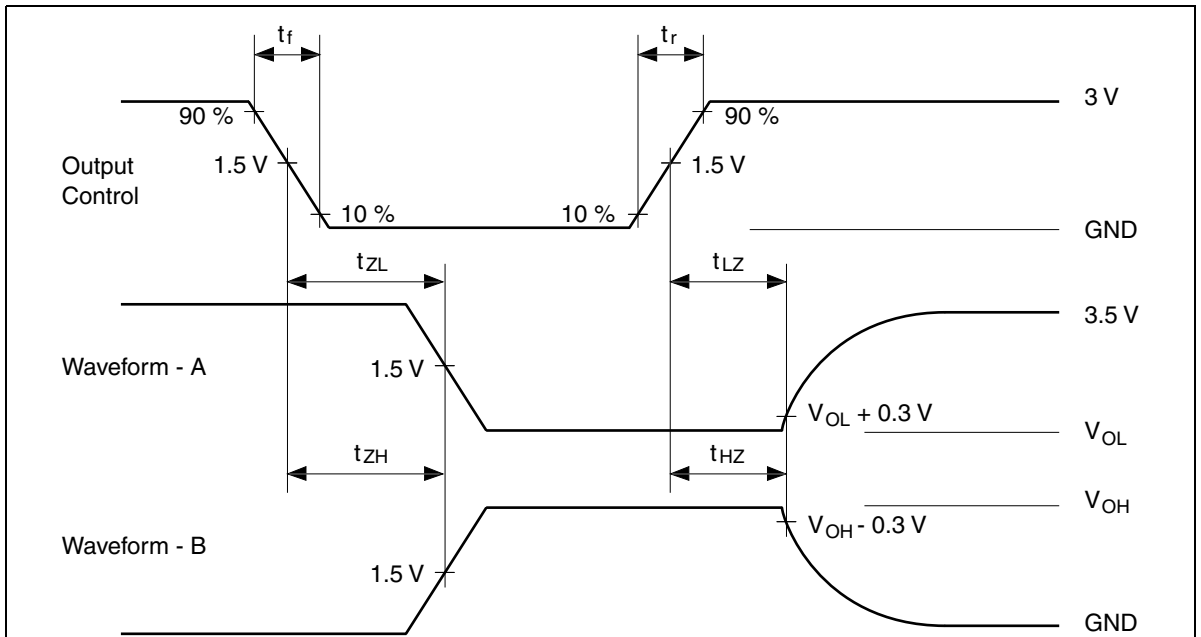 tf
tr
3 V
90 %
90 %
Output
Control
1.5 V
1.5 V
10 %
10 %
GND
tZL
tLZ
3.5 V
Waveform - A
1.5 V
VOL + 0.3 V
VOL
tZH
tHZ
VOH
VOH - 0.3 V
Waveform - B
1.5 V
GND